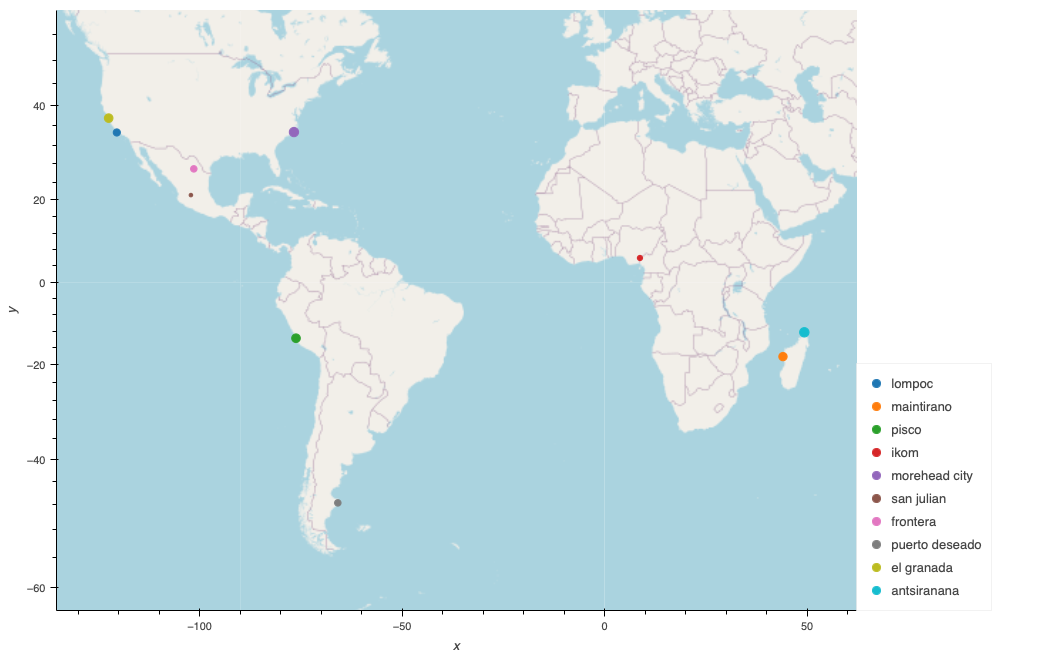 40
20
0
−20
−40
−60
y
−100
−50
0
50
x
lompoc
maintirano
pisco
ikom
morehead city
san julian
frontera
puerto deseado
el granada
antsiranana